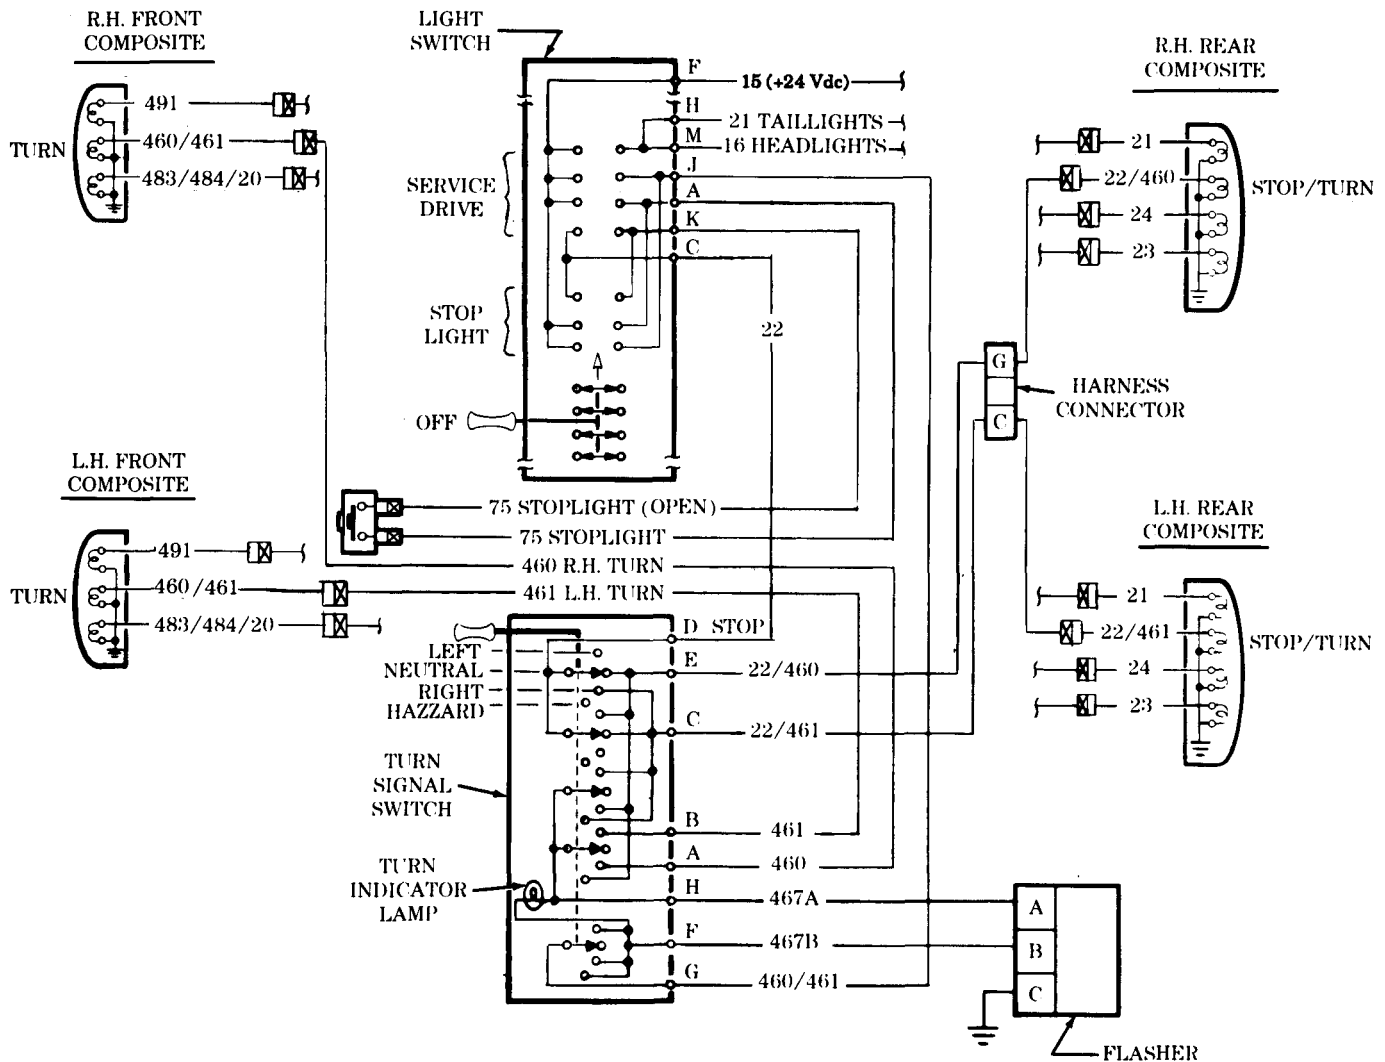 R.H. FRONT
COMPOSITE
491
TURN
460/461
483/484/20
LIGHT
SWITCH
F
15 (+24 Vdc)
H
21 TAILLIGHTS
M
16 HEADLIGHTS
J
A
K
C
SERVICE
DRIVE
STOP
LIGHT
OFF
22
R.H. REAR
COMPOSITE
21
22/460
STOP/TURN
24
23
G
C
HARNESS
CONNECTOR
L.H. FRONT
COMPOSITE
491
TURN
460/461
483/484/20
75 STOPLIGHT (OPEN)
75 STOPLIGHT
460 R.H. TURN
461 L.H. TURN
L.H. REAR
COMPOSITE
21
22/461
STOP/TURN
24
23
D STOP
LEFT
NEUTRAL
RIGHT
HAZZARD
E
22/460
C
22/461
TURN
SIGNAL
SWITCH
B
461
A
460
TURN
INDICATOR
LAMP
H
467A
F
467B
G
460/461
A
B
C
FLASHER